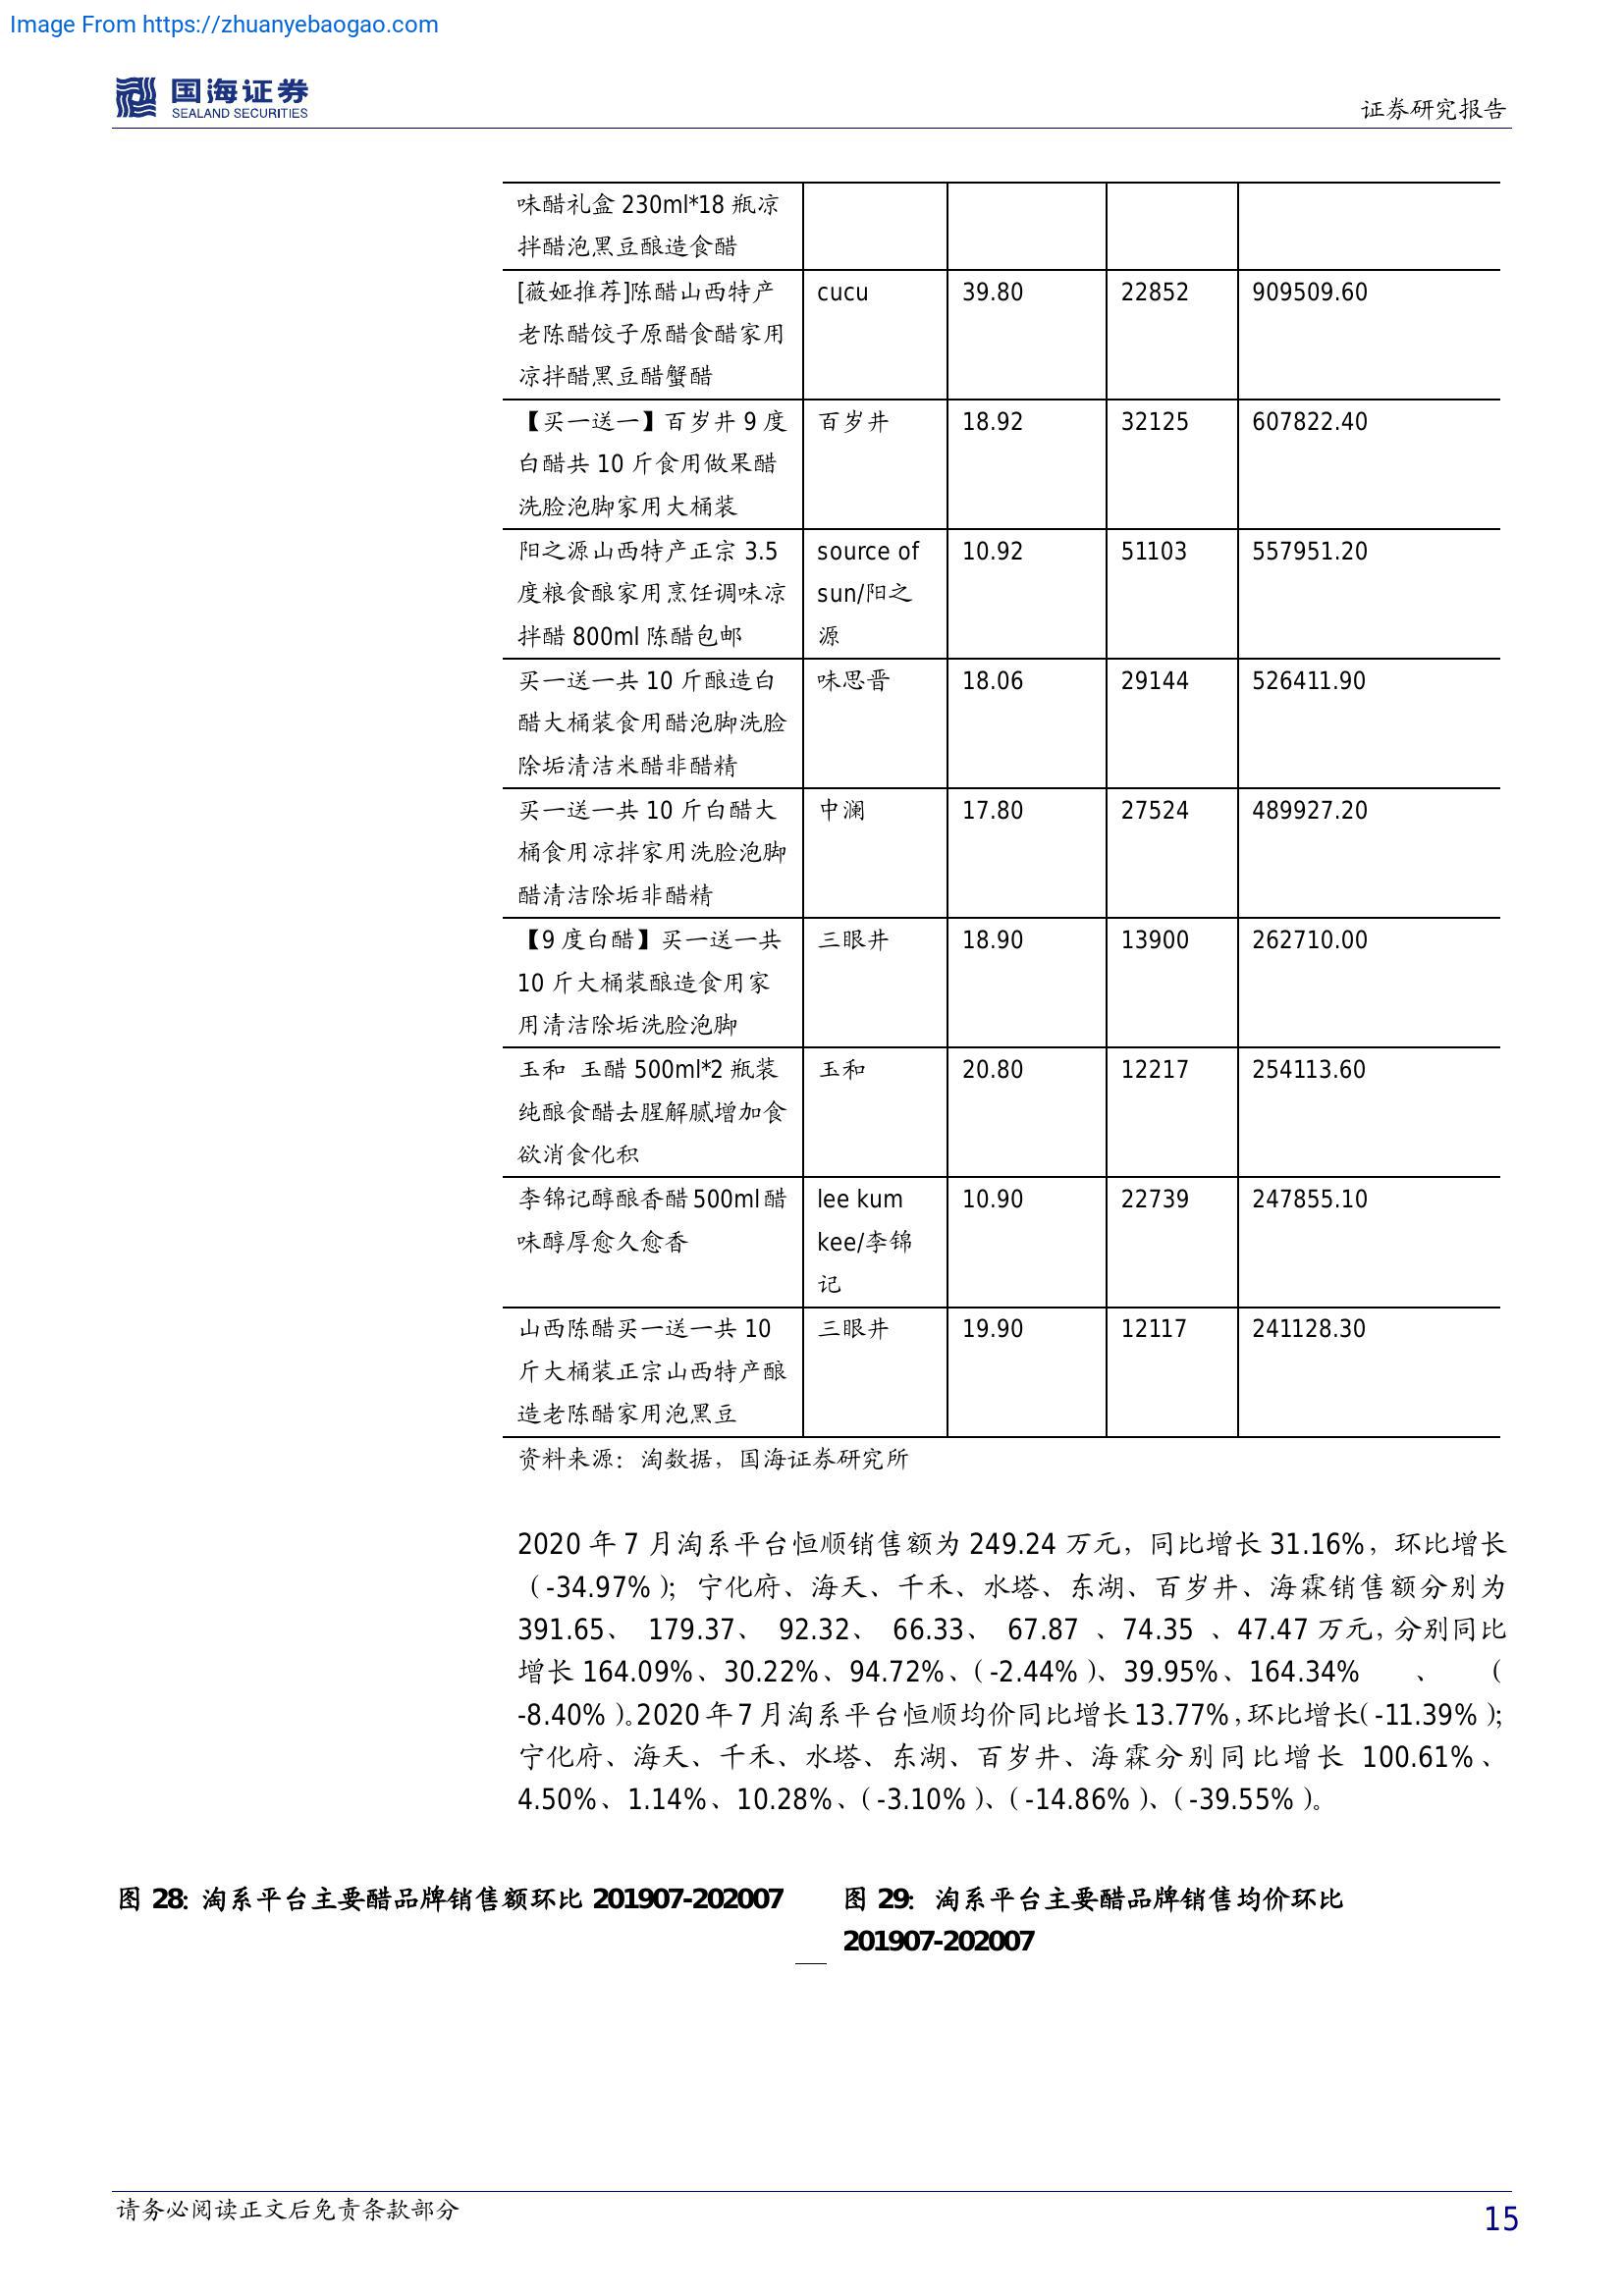 Image From https://zhuanyebaogao.com
国海证券
SEALAND SECURITIES
证券研究报告
味醋礼盒 230ml*18 瓶凉
拌醋泡黑豆酿造食醋
[薇娅推荐]陈醋山西特产 cucu 39.80 22852 909509.60
老陈醋饺子原醋食醋家用
凉拌醋黑豆醋蟹醋
【买一送一】百岁井 9 度 百岁井 18.92 32125 607822.40
白醋共 10 斤食用做果醋
洗脸泡脚家用大桶装
阳之源山西特产正宗 3.5 source of 10.92 51103 557951.20
度粮食酿家用烹饪调味凉 sun/阳之
拌醋 800ml 陈醋包邮 源
买一送一共 10 斤酿造白 味思晋 18.06 29144 526411.90
醋大桶装食用醋泡脚洗脸
除垢清洁米醋非醋精
买一送一共 10 斤白醋大 中澜 17.80 27524 489927.20
桶食用凉拌家用洗脸泡脚
醋清洁除垢非醋精
【9 度白醋】买一送一共 三眼井 18.90 13900 262710.00
10 斤大桶装酿造食用家
用清洁除垢洗脸泡脚
玉和 玉醋 500ml*2 瓶装 玉和 20.80 12217 254113.60
纯酿食醋去腥解腻增加食
欲消食化积
李锦记醇酿香醋 500ml 醋 lee kum 10.90 22739 247855.10
味醇厚愈久愈香 kee/李锦
记
山西陈醋买一送一共 10 三眼井 19.90 12117 241128.30
斤大桶装正宗山西特产酿
造老陈醋家用泡黑豆
资料来源：淘数据，国海证券研究所
2020 年 7 月淘系平台恒顺销售额为 249.24 万元，同比增长 31.16%，环比增长
（-34.97%）；宁化府、海天、千禾、水塔、东湖、百岁井、海霖销售额分别为
391.65、 179.37、 92.32、 66.33、 67.87 、74.35 、47.47 万元，分别同比
增长 164.09%、30.22%、94.72%、（-2.44%）、39.95%、164.34% 、 （
-8.40%）。2020 年 7 月淘系平台恒顺均价同比增长 13.77%，环比增长（-11.39%）；
宁化府、海天、千禾、水塔、东湖、百岁井、海霖分别同比增长 100.61%、
4.50%、1.14%、10.28%、（-3.10%）、（-14.86%）、（-39.55%）。
图 28：淘系平台主要醋品牌销售额环比 201907-202007
图 29： 淘系平台主要醋品牌销售均价环比
201907-202007
请务必阅读正文后免责条款部分
15